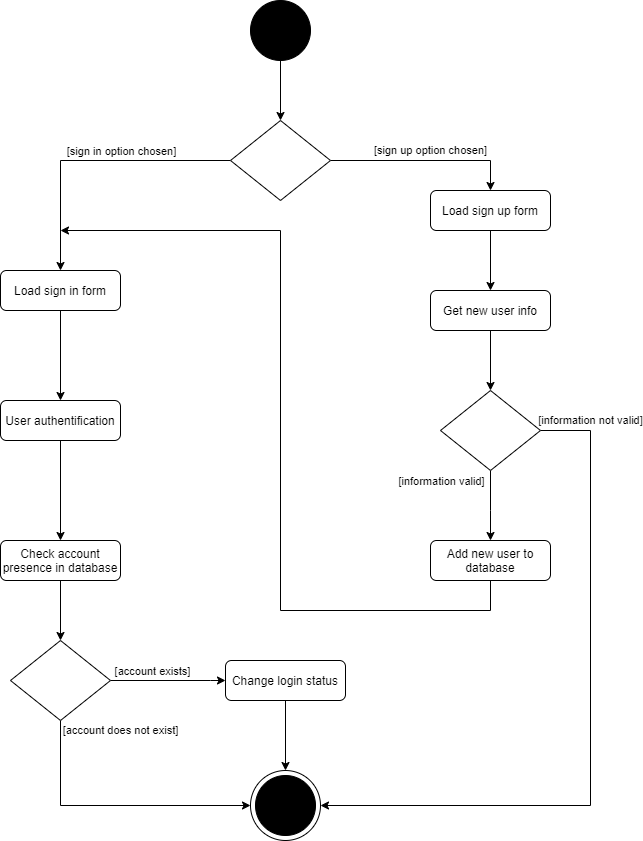 [sign in option chosen]
[sign up option chosen]
Load sign up form
Load sign in form
Get new user info
User authentification
[information not valid]
[information valid]
Check account
presence in database
Add new user to
database
[account exists]
Change login status
[account does not exist]